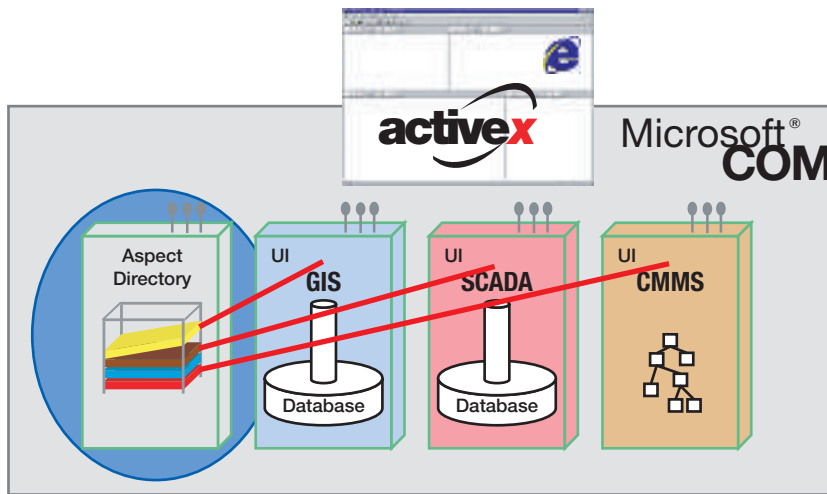 activex
Microsoft®
COM
Aspect
Directory
UI
GIS
Database
UI
SCADA
Database
UI
CMMS